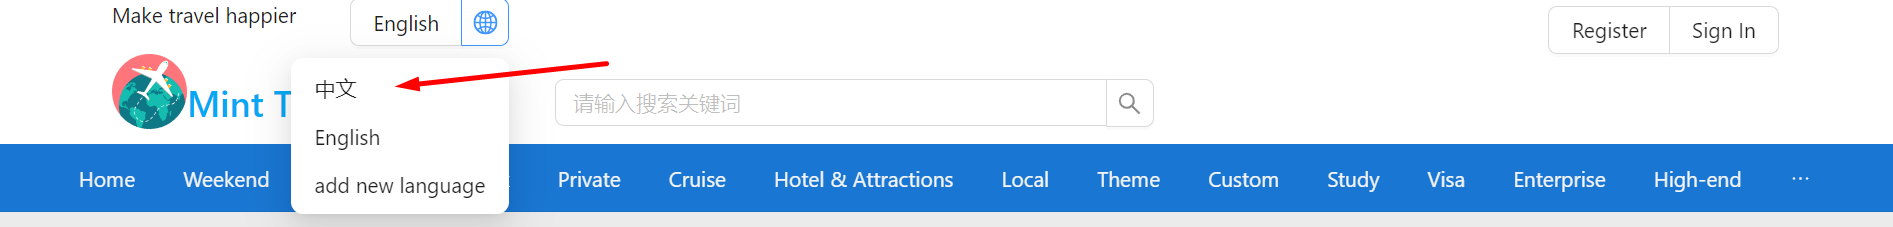 Make travel happier
English
Register
Sign In
Mint T
中文
English
add new language
请输入搜索关键词
Home
Weekend
Private
Cruise
Hotel & Attractions
Local
Theme
Custom
Study
Visa
Enterprise
High-end
···